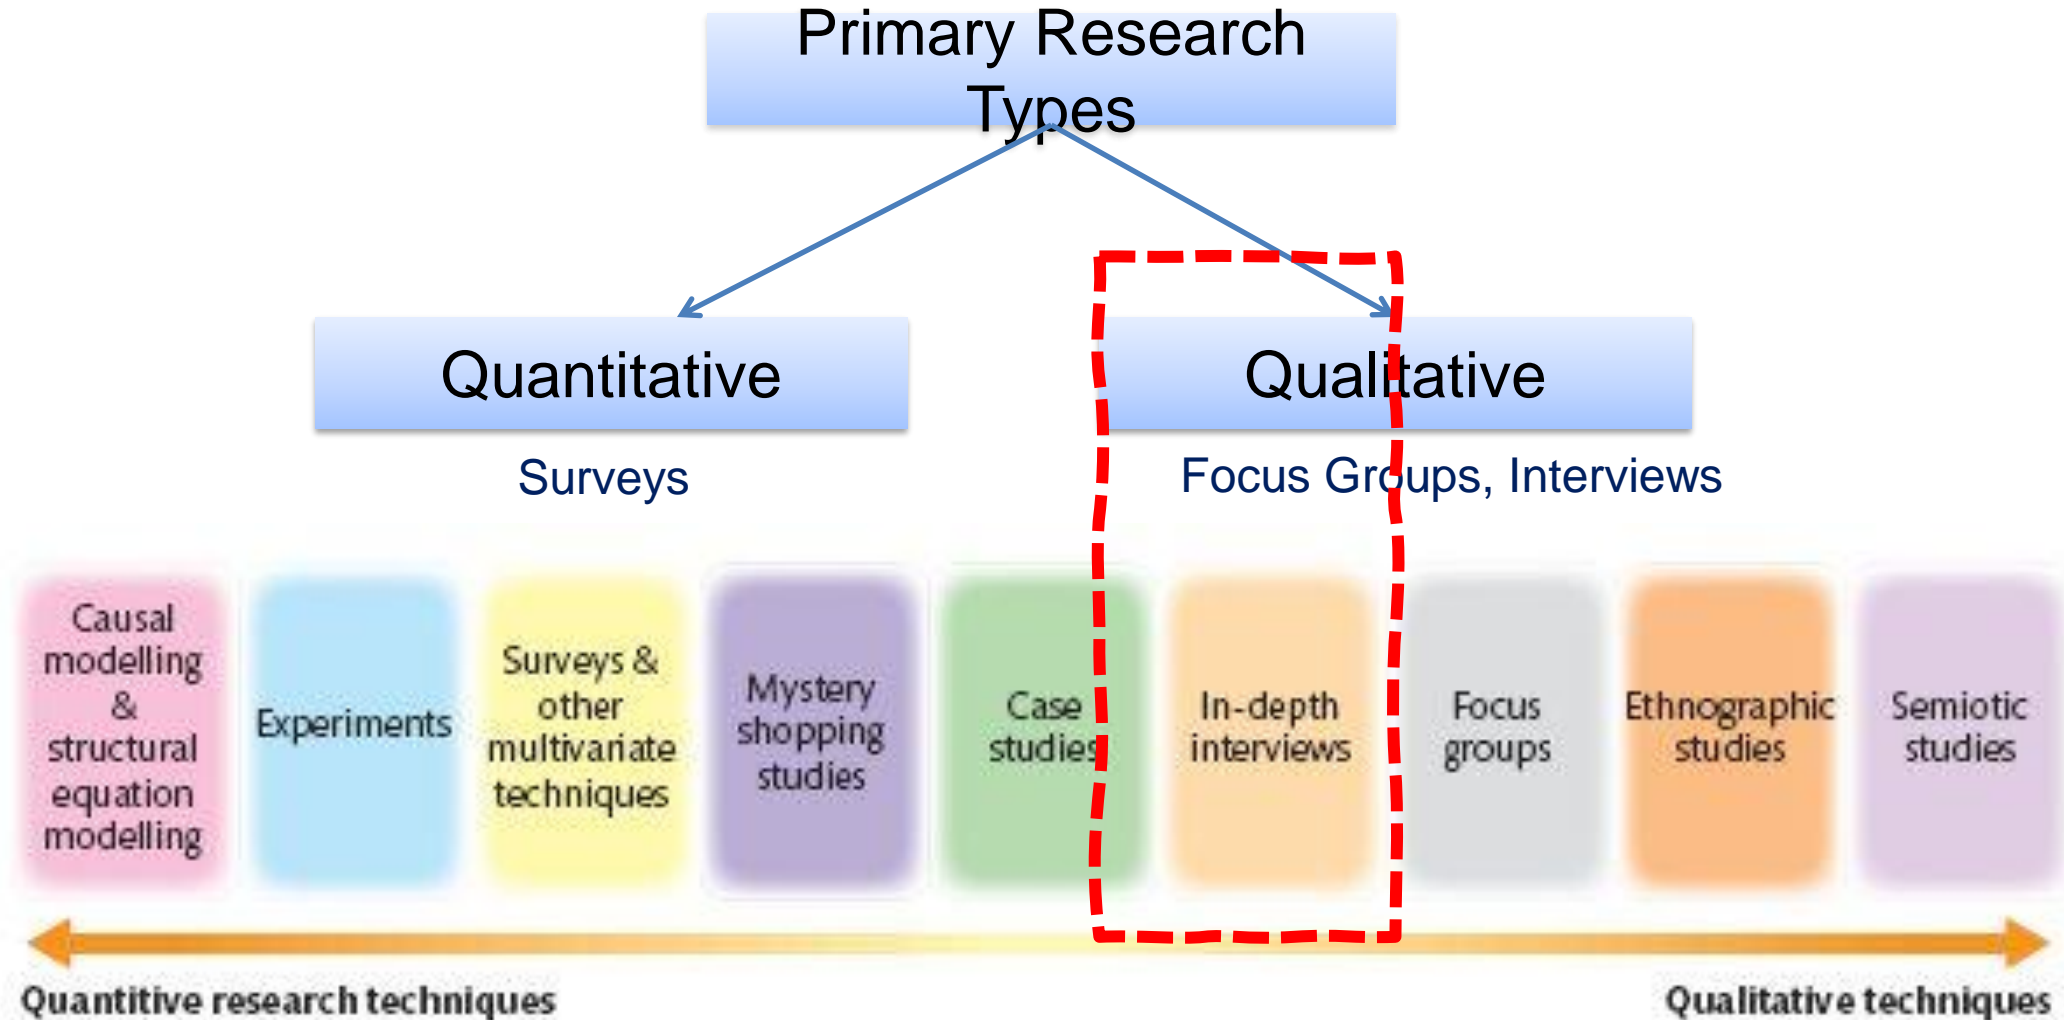 Primary Research
Types
Quantitative
Qualitative
Surveys
Focus Groups, Interviews
Causal
modelling
&
structural
equation
modelling
Experiments
Surveys &
other
multivariate
techniques
Mystery
shopping
studies
Case
studies
In-depth
interviews
Focus
groups
Ethnographic
studies
Semiotic
studies
Quantitive research techniques
Qualitative techniques